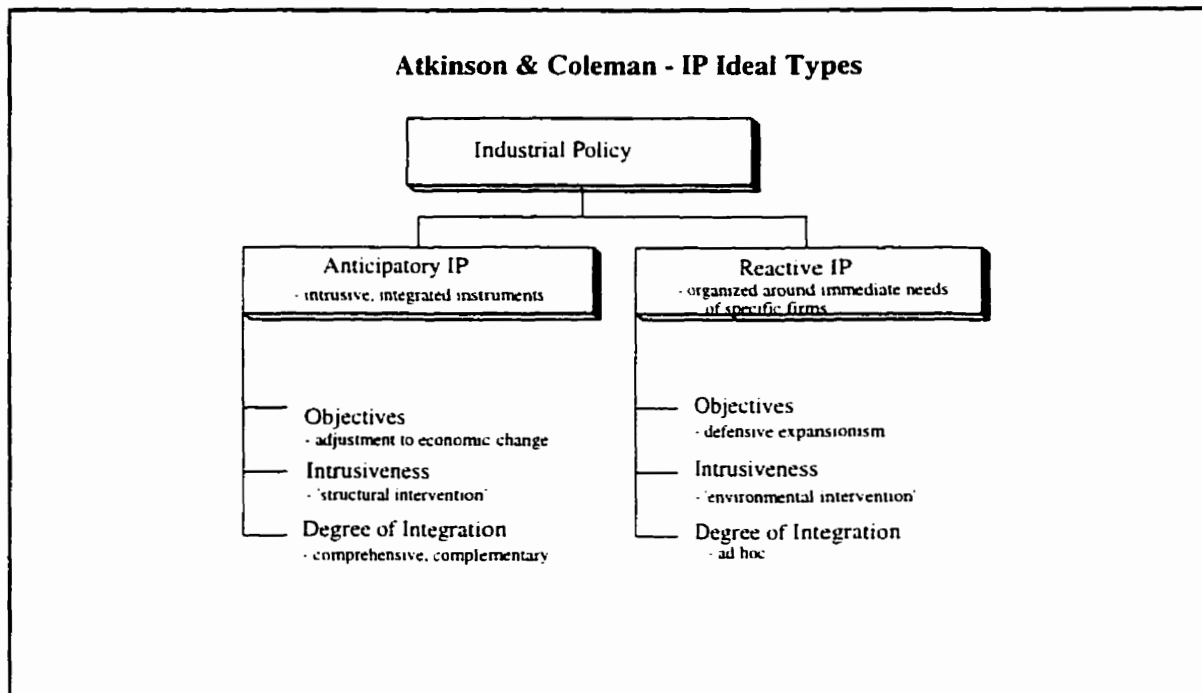 Atkinson & Coleman - IP Ideal Types
Industrial Policy
Anticipatory IP
- intrusive, integrated instruments
Objectives
- adjustment to economic change
Intrusiveness
- 'structural intervention'
Degree of Integration
- comprehensive, complementary
Reactive IP
- organized around immediate needs
of specific firms
Objectives
- defensive expansionism
Intrusiveness
- 'environmental intervention'
Degree of Integration
- ad hoc